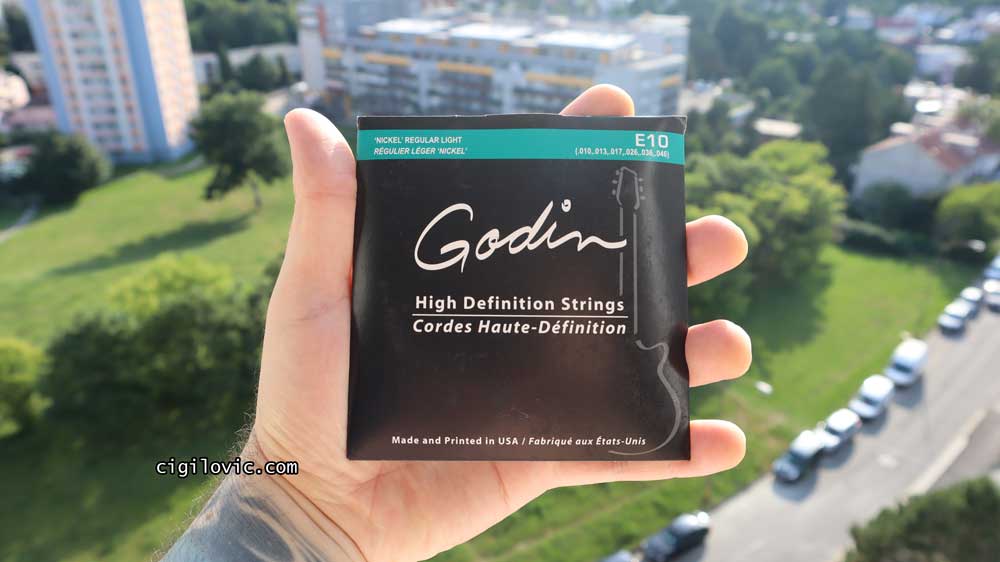 'NICKEL' REGULAR LIGHT
RÉGULIER LÉGER 'NICKEL'
E10
(.010,.013,.017,.026,.036,.046)
Godin
High Definition Strings
Cordes Haute-Définition
Made and Printed in USA / Fabriqué aux États-Unis
cigilovic.com